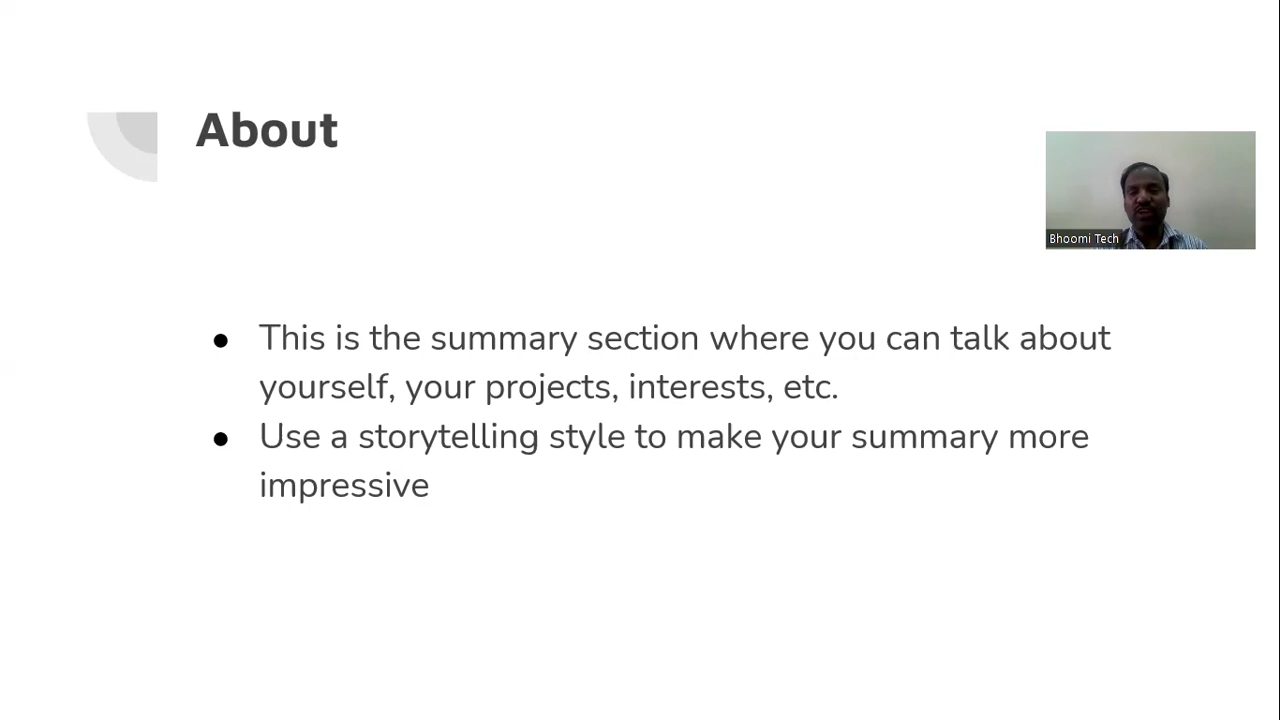 About
Bhoomi Tech
This is the summary section where you can talk about
yourself, your projects, interests, etc.
Use a storytelling style to make your summary more
impressive